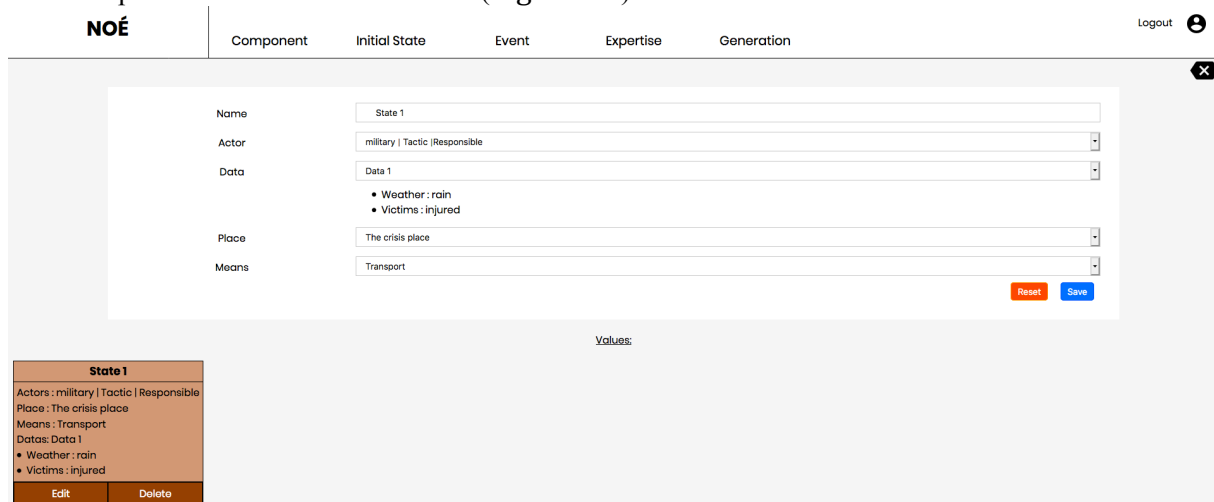 NOÉ
Component Initial State Event Expertise Generation
Logout
Name State 1
Actor military | Tactic |Responsible
Data Data 1
• Weather : rain
• Victims : injured
Place The crisis place
Means Transport
Reset Save
Values:
State 1
Actors : military | Tactic | Responsible
Place : The crisis place
Means : Transport
Datas: Data 1
• Weather : rain
• Victims : injured
Edit Delete